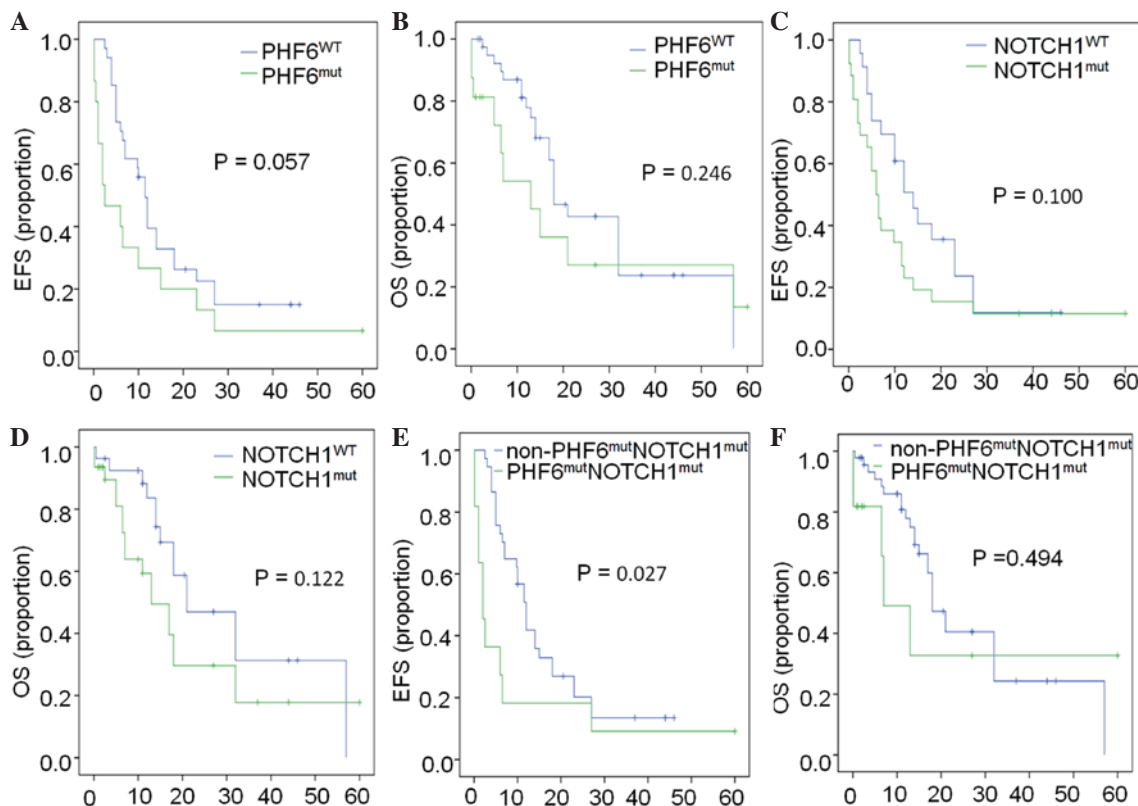 A
PHF6WT
PHF6mut
P = 0.057
EFS (proportion)
1.0
0.8
0.6
0.4
0.2
0.0
0 10 20 30 40 50 60
B
PHF6WT
PHF6mut
P = 0.246
OS (proportion)
1.0
0.8
0.6
0.4
0.2
0.0
0 10 20 30 40 50 60
C
NOTCH1WT
NOTCH1mut
P = 0.100
EFS (proportion)
1.0
0.8
0.6
0.4
0.2
0.0
0 10 20 30 40 50 60
D
NOTCH1WT
NOTCH1mut
P = 0.122
OS (proportion)
1.0
0.8
0.6
0.4
0.2
0.0
0 10 20 30 40 50 60
E
non-PHF6mutNOTCH1mut
PHF6mutNOTCH1mut
P = 0.027
EFS (proportion)
1.0
0.8
0.6
0.4
0.2
0.0
0 10 20 30 40 50 60
F
non-PHF6mutNOTCH1mut
PHF6mutNOTCH1mut
P =0.494
OS (proportion)
1.0
0.8
0.6
0.4
0.2
0.0
0 10 20 30 40 50 60